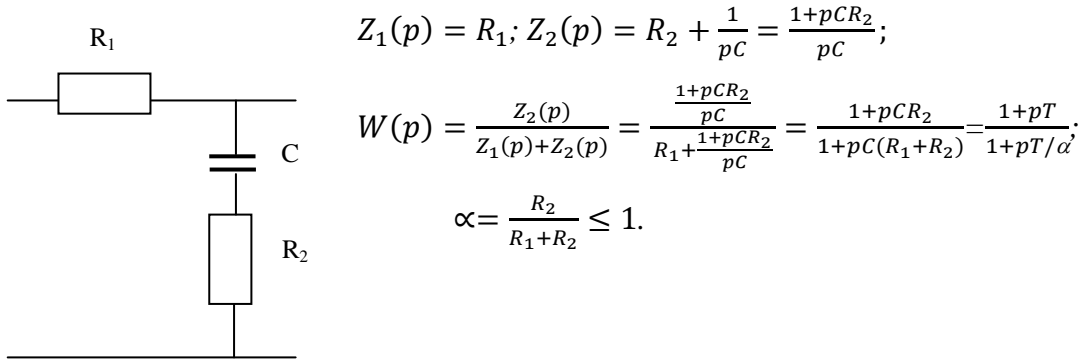 R₁
C
R₂
Z₁(p) = R₁; Z₂(p) = R₂ + 1/pC = (1+pCR₂)/pC;
W(p) = Z₂(p)/(Z₁(p)+Z₂(p)) = ((1+pCR₂)/pC)/(R₁+(1+pCR₂)/pC) = (1+pCR₂)/(1+pC(R₁+R₂)) = (1+pT)/(1+pT/α);
∝= R₂/(R₁+R₂) ≤ 1.